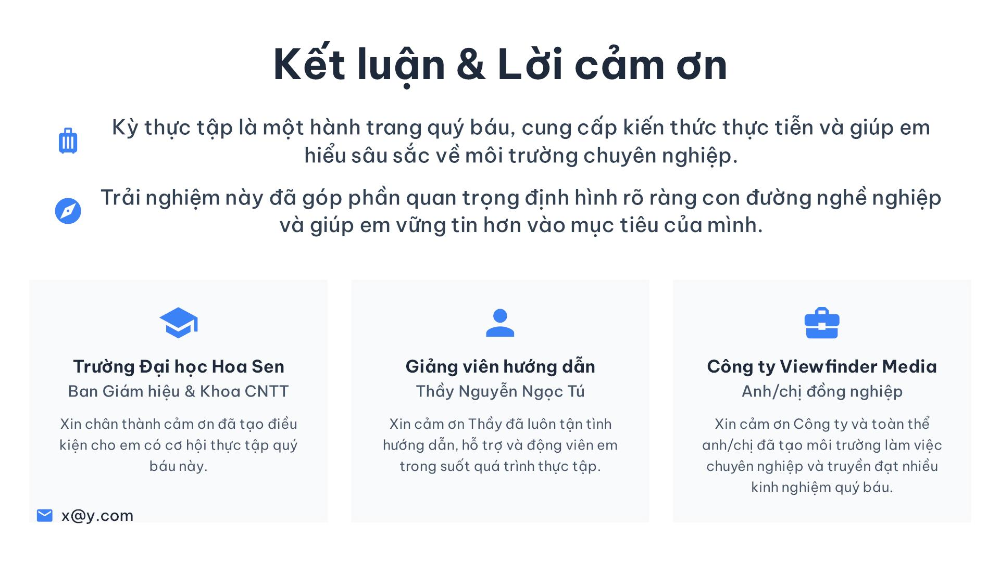 Kết luận & Lời cảm ơn
Kỳ thực tập là một hành trang quý báu, cung cấp kiến thức thực tiễn và giúp em
hiểu sâu sắc về môi trường chuyên nghiệp.
Trải nghiệm này đã góp phần quan trọng định hình rõ ràng con đường nghề nghiệp
và giúp em vững tin hơn vào mục tiêu của mình.
Trường Đại học Hoa Sen
Ban Giám hiệu & Khoa CNTT
Xin chân thành cảm ơn đã tạo điều
kiện cho em có cơ hội thực tập quý
báu này.
x@y.com
Giảng viên hướng dẫn
Thầy Nguyễn Ngọc Tú
Xin cảm ơn Thầy đã luôn tận tình
hướng dẫn, hỗ trợ và động viên em
trong suốt quá trình thực tập.
Công ty Viewfinder Media
Anh/chị đồng nghiệp
Xin cảm ơn Công ty và toàn thể
anh/chị đã tạo môi trường làm việc
chuyên nghiệp và truyền đạt nhiều
kinh nghiệm quý báu.